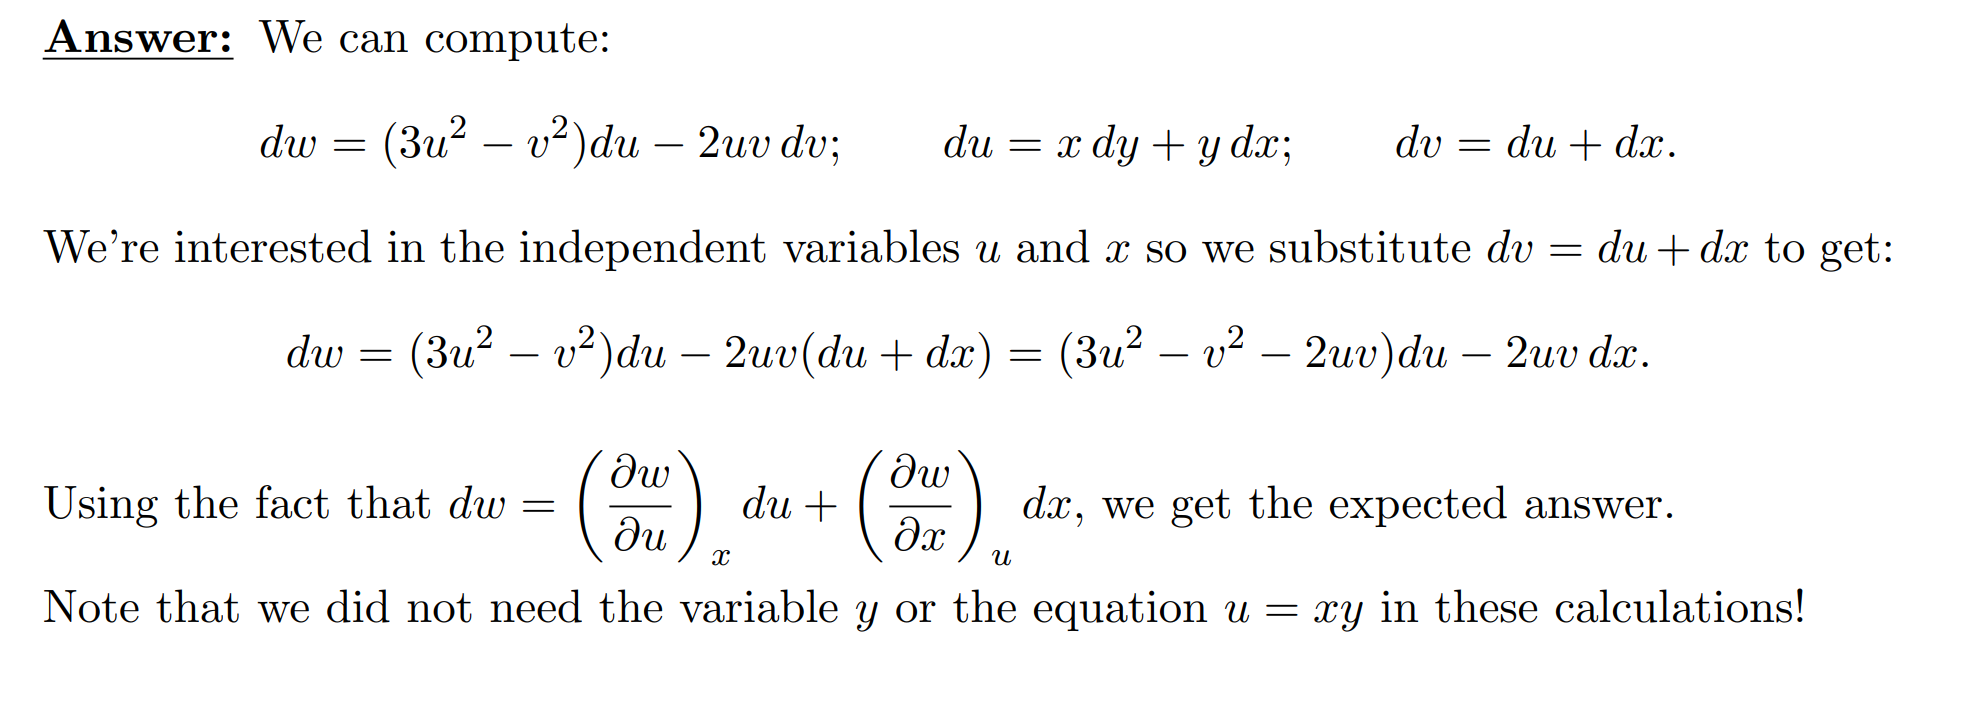 Answer: We can compute:
dw = (3u² − v²)du − 2uv dv; du = x dy + y dx; dv = du + dx.
We're interested in the independent variables u and x so we substitute dv = du + dx to get:
dw = (3u² − v²)du − 2uv(du + dx) = (3u² − v² − 2uv)du − 2uv dx.
Using the fact that dw = (∂w/∂u)ₓ du + (∂w/∂x)ᵤ dx, we get the expected answer.
Note that we did not need the variable y or the equation u = xy in these calculations!